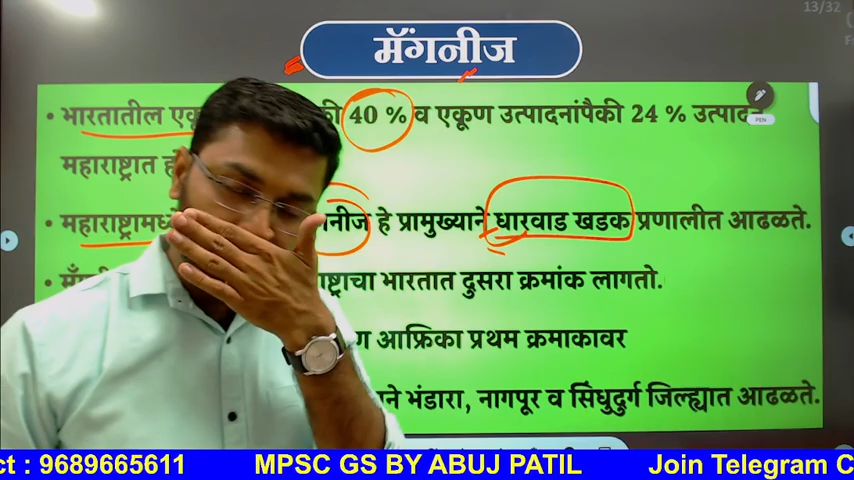 13/32
मॅंगनीज
• भारतातील एकू 40 % व एकूण उत्पादनांपैकी 24 % उत्पादन
महाराष्ट्रात
• महाराष्ट्रामध्ये नीज हे प्रामुख्याने धारवाड खडक प्रणालीत आढळते.
ाष्ट्राचा भारतात दुसरा क्रमांक लागतो.
आफ्रिका प्रथम क्रमाकावर
ने भंडारा, नागपूर व सिंधुदुर्ग जिल्ह्यात आढळते.
PEN
ct : 9689665611 MPSC GS BY ABUJ PATIL Join Telegram C